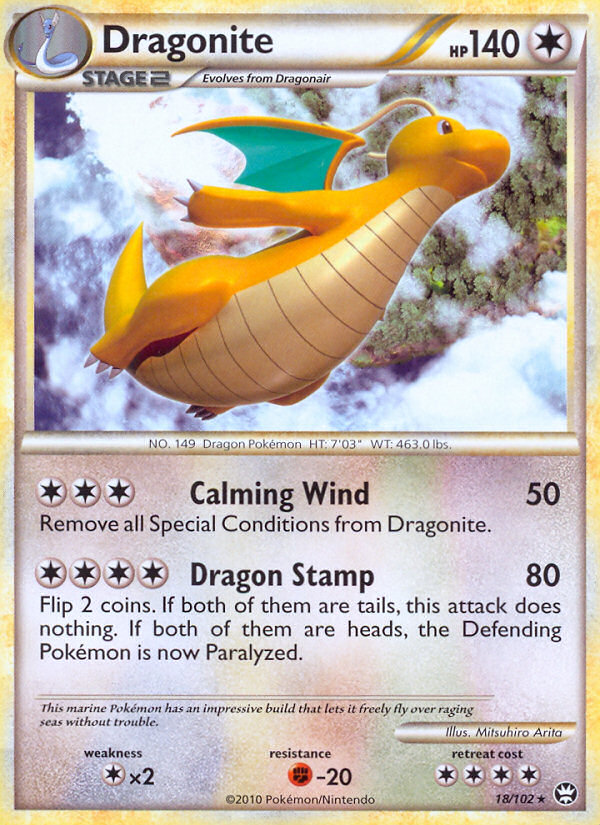 Dragonite
HP 140
STAGE 2
Evolves from Dragonair
NO. 149 Dragon Pokémon HT: 7'03" WT: 463.0 lbs.
Calming Wind 50
Remove all Special Conditions from Dragonite.
Dragon Stamp 80
Flip 2 coins. If both of them are tails, this attack does
nothing. If both of them are heads, the Defending
Pokémon is now Paralyzed.
This marine Pokémon has an impressive build that lets it freely fly over raging
seas without trouble.
Illus. Mitsuhiro Arita
weakness resistance retreat cost
×2 -20
©2010 Pokémon/Nintendo
18/102 ★